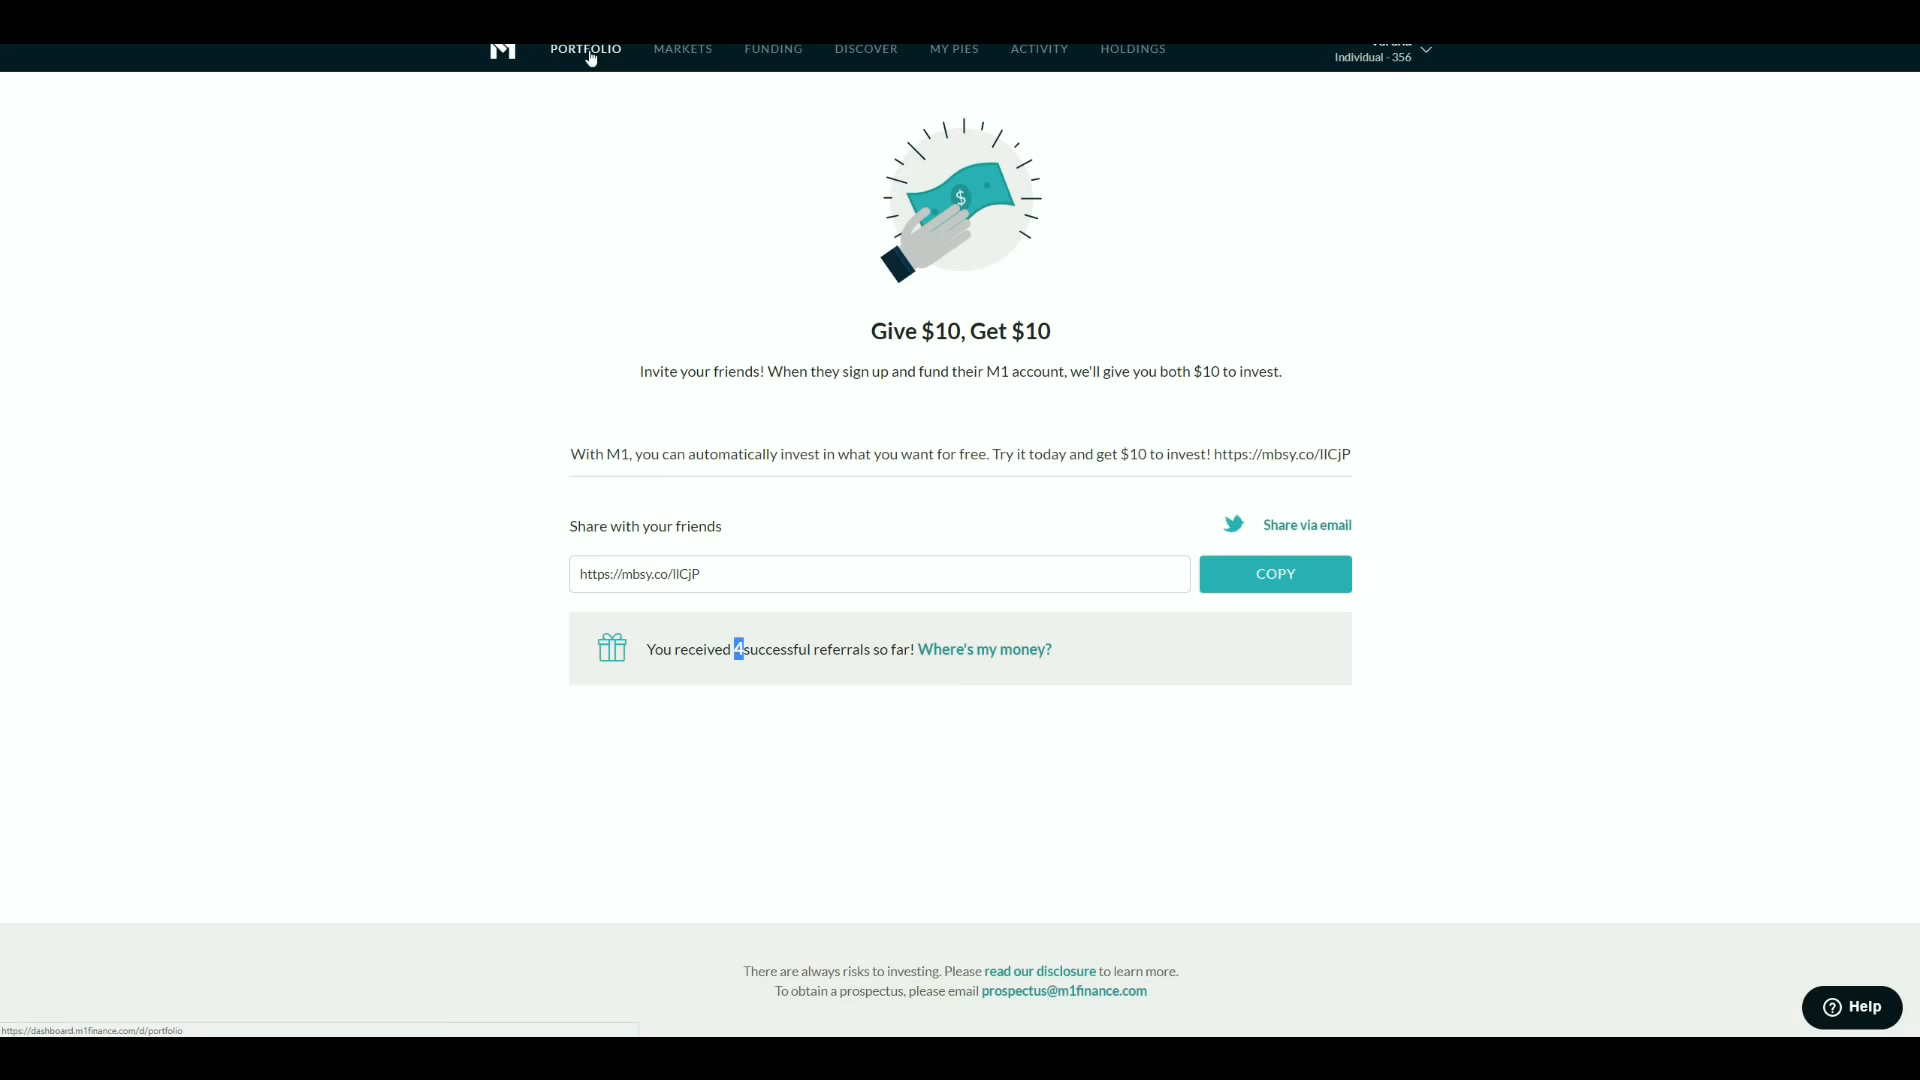 M PORTFOLIO MARKETS FUNDING DISCOVER MY PIES ACTIVITY HOLDINGS
Individual - 356
$
Give $10, Get $10
Invite your friends! When they sign up and fund their M1 account, we'll give you both $10 to invest.
With M1, you can automatically invest in what you want for free. Try it today and get $10 to invest! https://mbsy.co/llCjP
Share with your friends
Share via email
https://mbsy.co/llCjP
COPY
You received 4successful referrals so far! Where's my money?
There are always risks to investing. Please read our disclosure to learn more.
To obtain a prospectus, please email prospectus@m1finance.com
Help
https://dashboard.m1finance.com/d/portfolio